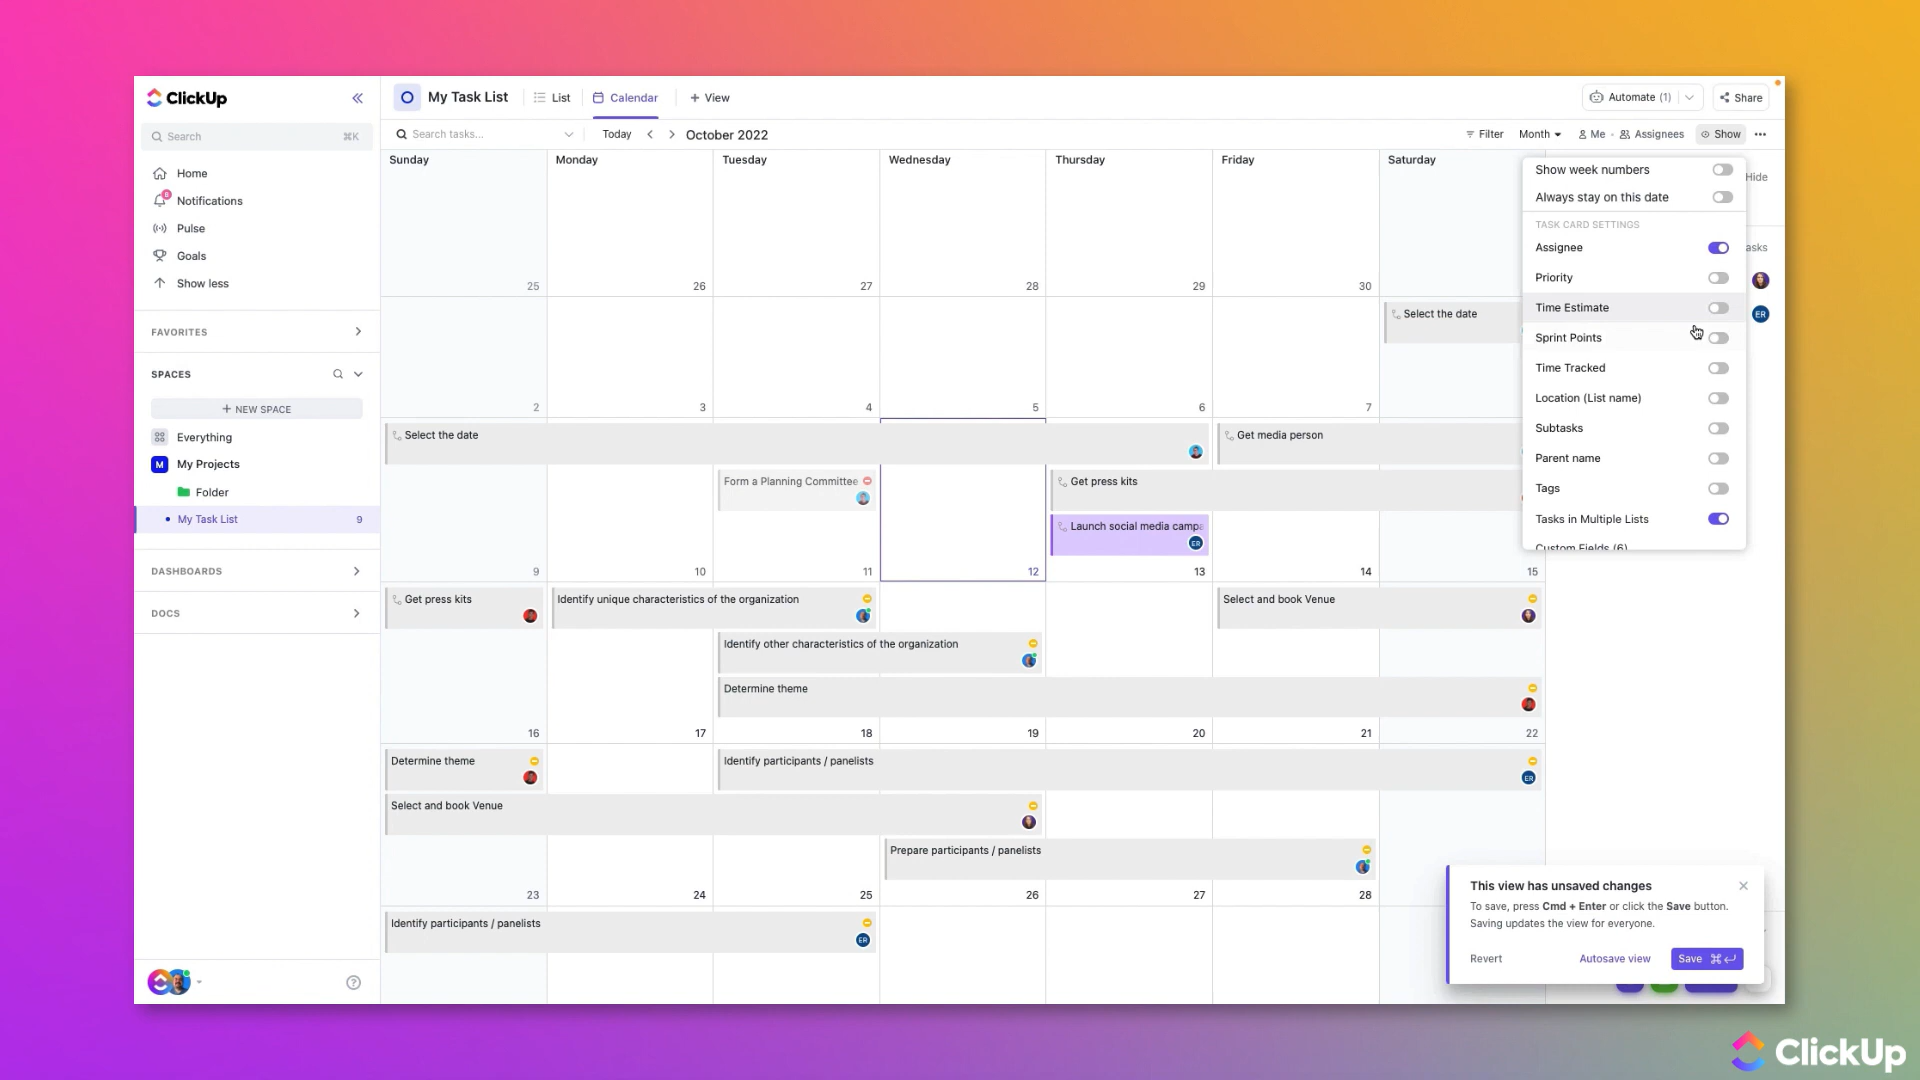 ClickUp
Search ⌘K
Home
Notifications
8
Pulse
Goals
Show less
FAVORITES
SPACES
+ NEW SPACE
Everything
M My Projects
Folder
My Task List 9
DASHBOARDS
DOCS
My Task List
List
Calendar
+ View
Automate (1)
Share
Search tasks...
Today
October 2022
Filter
Month
Me
Assignees
Show
Sunday Monday Tuesday Wednesday Thursday Friday Saturday
25 26 27 28 29 30
Select the date
2 3 4 5 6 7
Select the date
Get media person
Form a Planning Committee
Get press kits
Launch social media campa
ER
9 10 11 12 13 14 15
Get press kits
Identify unique characteristics of the organization
Select and book Venue
Identify other characteristics of the organization
Determine theme
16 17 18 19 20 21 22
Determine theme
Identify participants / panelists
ER
Select and book Venue
Prepare participants / panelists
23 24 25 26 27 28
Identify participants / panelists
ER
Show week numbers
Hide
Always stay on this date
TASK CARD SETTINGS
Assignee
asks
Priority
Time Estimate
ER
Sprint Points
Time Tracked
Location (List name)
Subtasks
Parent name
Tags
Tasks in Multiple Lists
Custom Fields (6)
This view has unsaved changes
To save, press Cmd + Enter or click the Save button.
Saving updates the view for everyone.
Revert
Autosave view
Save ⌘
ClickUp